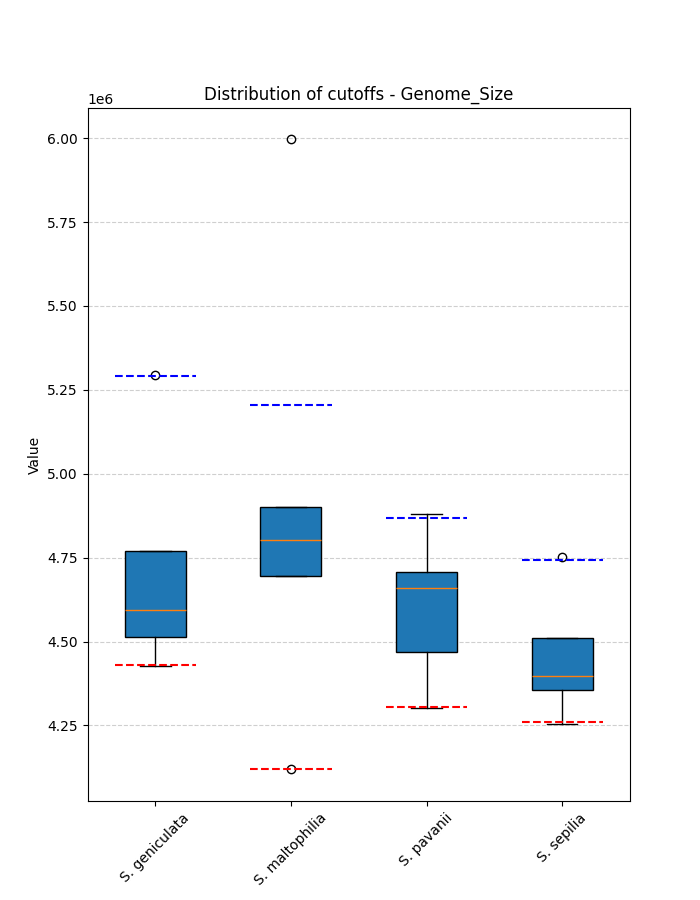 Distribution of cutoffs - Genome_Size
1e6
6.00
5.75
5.50
5.25
5.00
4.75
4.50
4.25
Value
S. geniculata
S. maltophilia
S. pavanii
S. sepilia